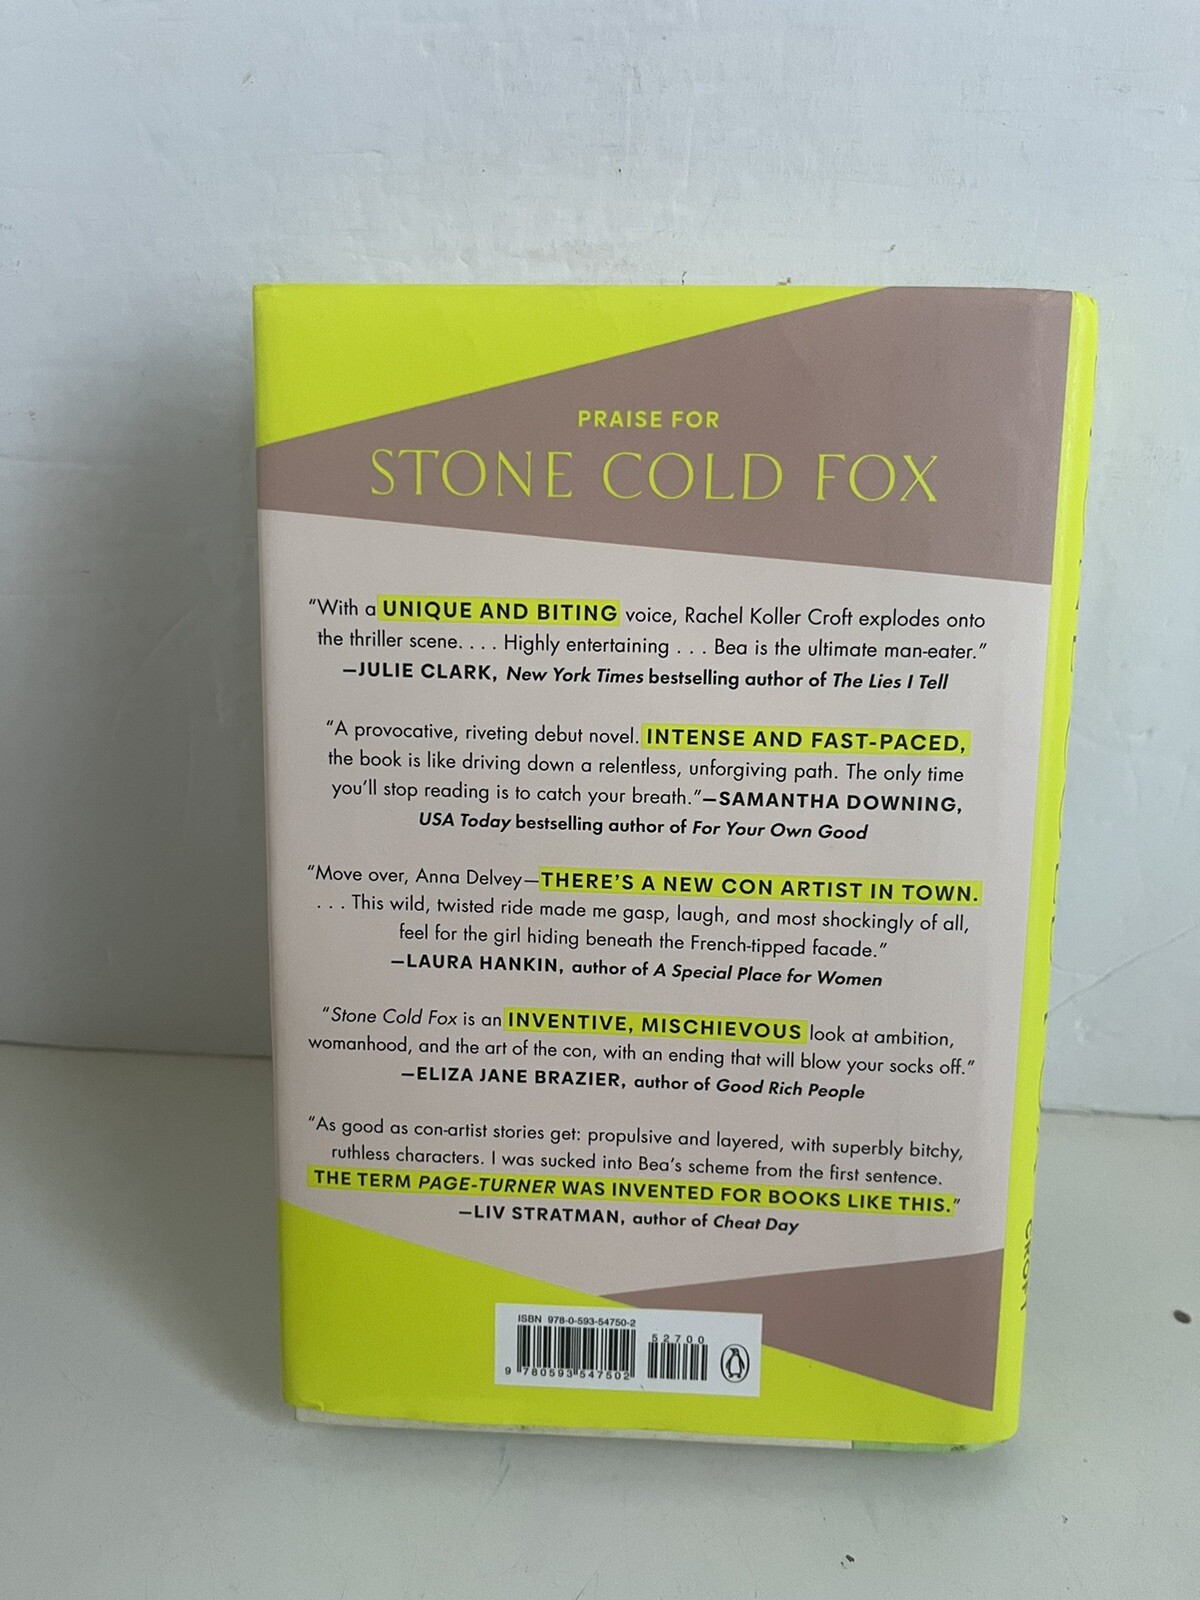 PRAISE FOR
STONE COLD FOX
“With a UNIQUE AND BITING voice, Rachel Koller Croft explodes onto
the thriller scene. . . . Highly entertaining . . . Bea is the ultimate man-eater.”
—JULIE CLARK, New York Times bestselling author of The Lies I Tell
“A provocative, riveting debut novel. INTENSE AND FAST-PACED,
the book is like driving down a relentless, unforgiving path. The only time
you’ll stop reading is to catch your breath.”—SAMANTHA DOWNING,
USA Today bestselling author of For Your Own Good
“Move over, Anna Delvey—THERE’S A NEW CON ARTIST IN TOWN.
. . . This wild, twisted ride made me gasp, laugh, and most shockingly of all,
feel for the girl hiding beneath the French-tipped facade.”
—LAURA HANKIN, author of A Special Place for Women
“Stone Cold Fox is an INVENTIVE, MISCHIEVOUS look at ambition,
womanhood, and the art of the con, with an ending that will blow your socks off.”
—ELIZA JANE BRAZIER, author of Good Rich People
“As good as con-artist stories get: propulsive and layered, with superbly bitchy,
ruthless characters. I was sucked into Bea’s scheme from the first sentence.
THE TERM PAGE-TURNER WAS INVENTED FOR BOOKS LIKE THIS.”
—LIV STRATMAN, author of Cheat Day
ISBN 978-0-593-54750-2
52700
9 780593 547502
CROFT